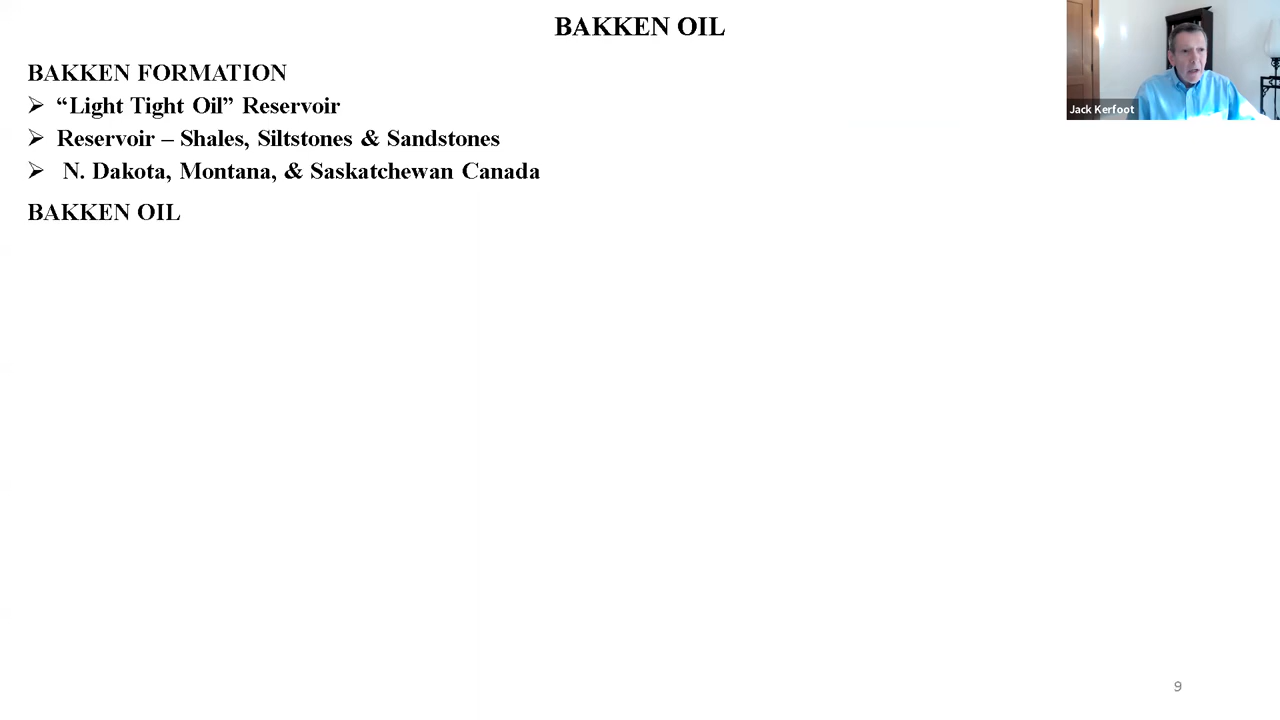 BAKKEN OIL
Jack Kerfoot
BAKKEN FORMATION
“Light Tight Oil” Reservoir
Reservoir – Shales, Siltstones & Sandstones
N. Dakota, Montana, & Saskatchewan Canada
BAKKEN OIL
9